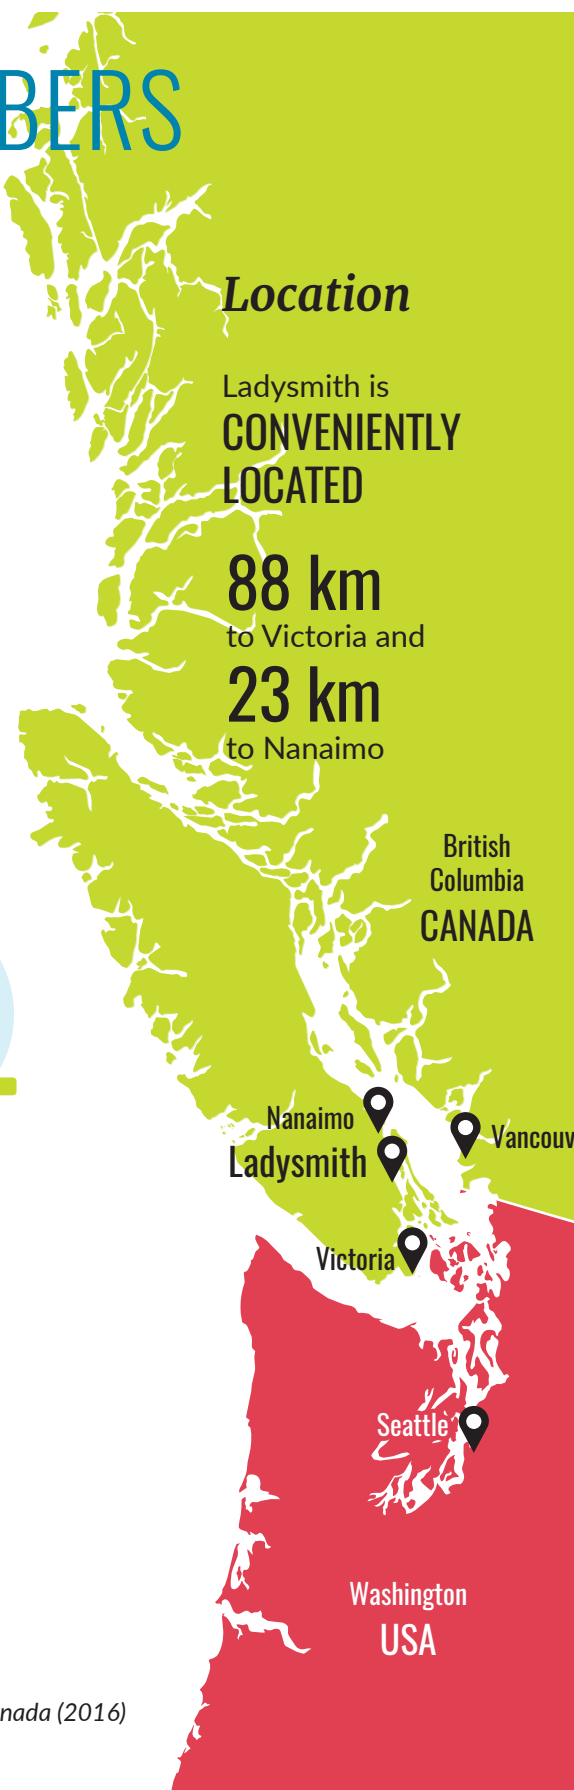 BERS
Location
Ladysmith is
CONVENIENTLY
LOCATED
88 km
to Victoria and
23 km
to Nanaimo
British
Columbia
CANADA
Nanaimo
Vancouv
Ladysmith
Victoria
Seattle
Washington
USA
nada (2016)